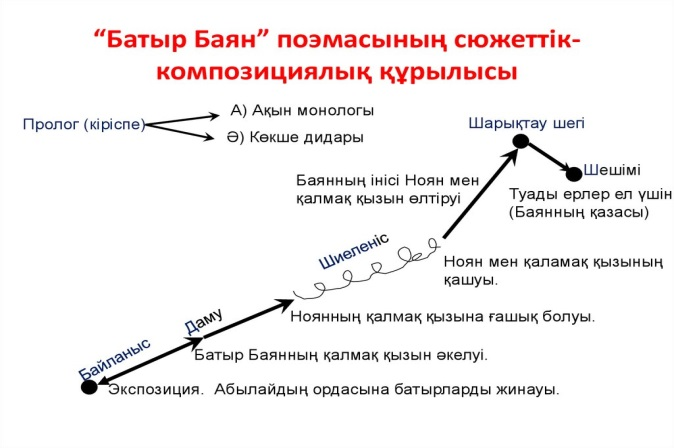 “Батыр Баян” поэмасының сюжеттік-
композициялық құрылысы
Пролог (кіріспе)
А) Ақын монологы
Ә) Көкше дидары
Шарықтау шегі
Шешімі
Туады ерлер ел үшін
(Баянның қазасы)
Баянның інісі Ноян мен
қалмақ қызын өлтіруі
Шиеленіс
Ноян мен қаламақ қызының
қашуы.
Даму
Ноянның қалмақ қызына ғашық болуы.
Байланыс
Батыр Баянның қалмақ қызын әкелуі.
Экспозиция. Абылайдың ордасына батырларды жинауы.